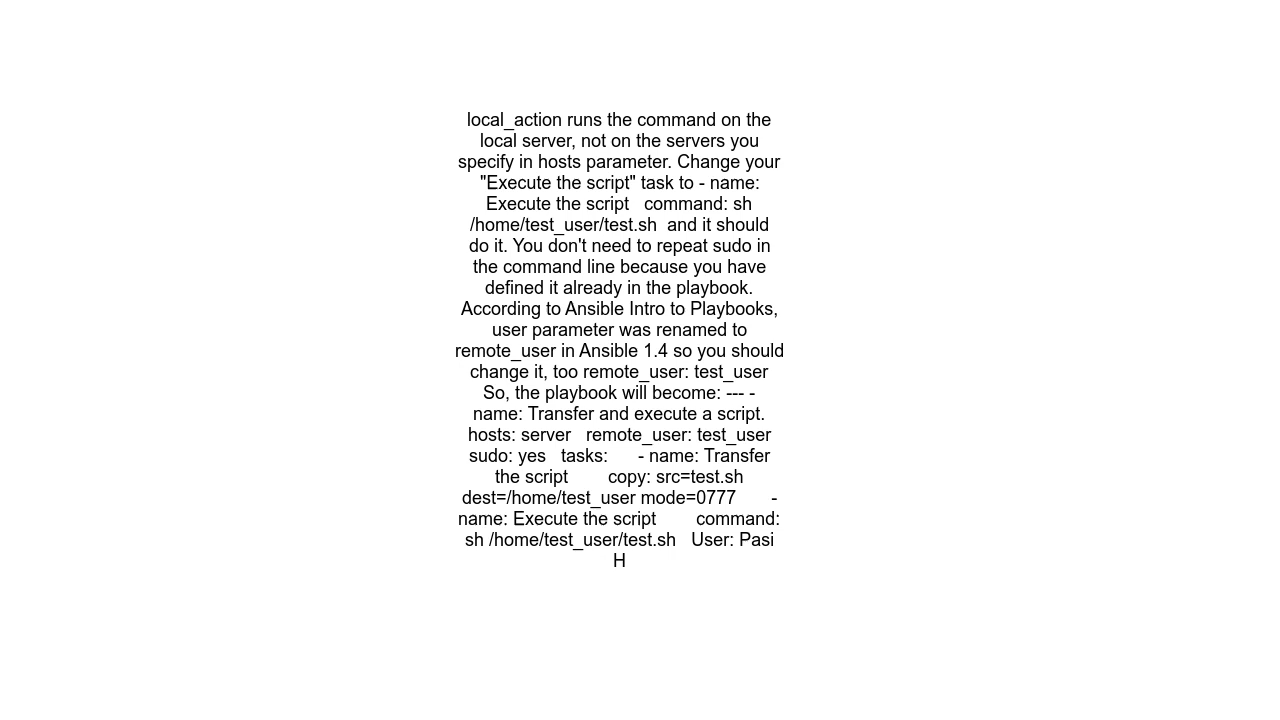 local_action runs the command on the
local server, not on the servers you
specify in hosts parameter. Change your
"Execute the script" task to - name:
Execute the script   command: sh
/home/test_user/test.sh  and it should
do it. You don't need to repeat sudo in
the command line because you have
defined it already in the playbook.
According to Ansible Intro to Playbooks,
user parameter was renamed to
remote_user in Ansible 1.4 so you should
change it, too remote_user: test_user
So, the playbook will become: --- -
name: Transfer and execute a script.
hosts: server   remote_user: test_user
sudo: yes   tasks:      - name: Transfer
the script        copy: src=test.sh
dest=/home/test_user mode=0777       -
name: Execute the script        command:
sh /home/test_user/test.sh   User: Pasi
H